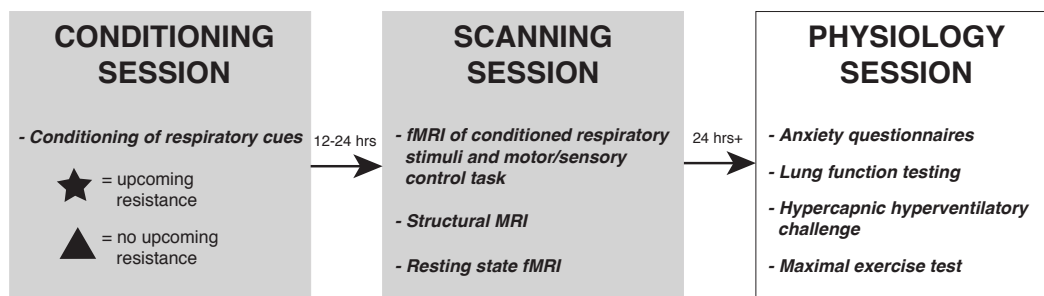 CONDITIONING
SESSION
- Conditioning of respiratory cues
= upcoming
resistance
= no upcoming
resistance
12-24 hrs
SCANNING
SESSION
- fMRI of conditioned respiratory
stimuli and motor/sensory
control task
- Structural MRI
- Resting state fMRI
24 hrs+
PHYSIOLOGY
SESSION
- Anxiety questionnaires
- Lung function testing
- Hypercapnic hyperventilatory
challenge
- Maximal exercise test